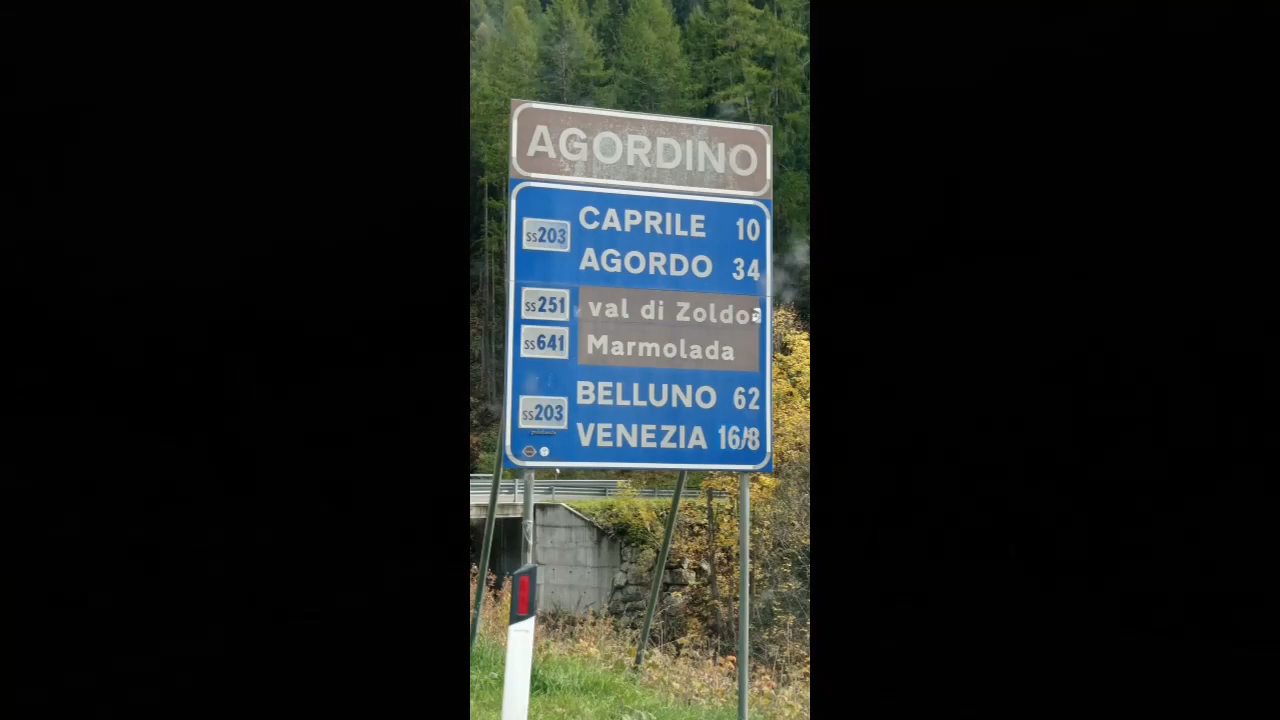 AGORDINO
ss203 CAPRILE 10
AGORDO 34
ss251 val di Zoldo
ss641 Marmolada
BELLUNO 62
ss203
VENEZIA 168